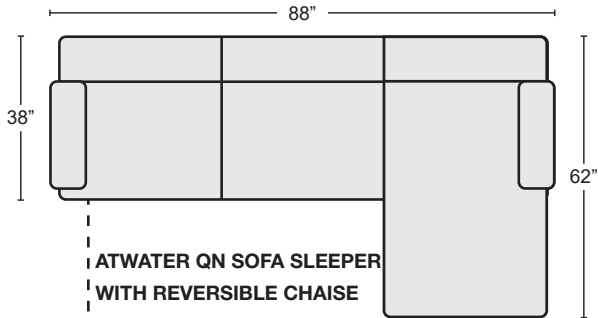 88”
38”
62”
ATWATER QN SOFA SLEEPER
WITH REVERSIBLE CHAISE